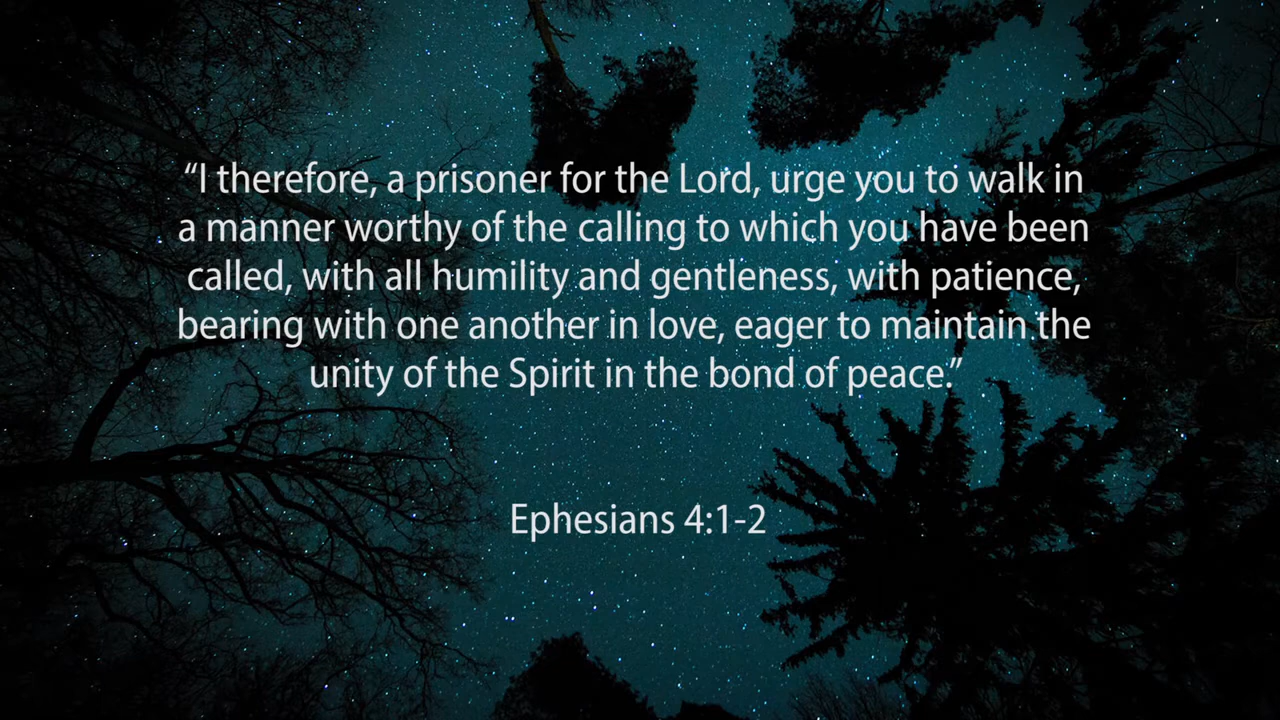 “I therefore, a prisoner for the Lord, urge you to walk in
a manner worthy of the calling to which you have been
called, with all humility and gentleness, with patience,
bearing with one another in love, eager to maintain the
unity of the Spirit in the bond of peace.”
Ephesians 4:1-2